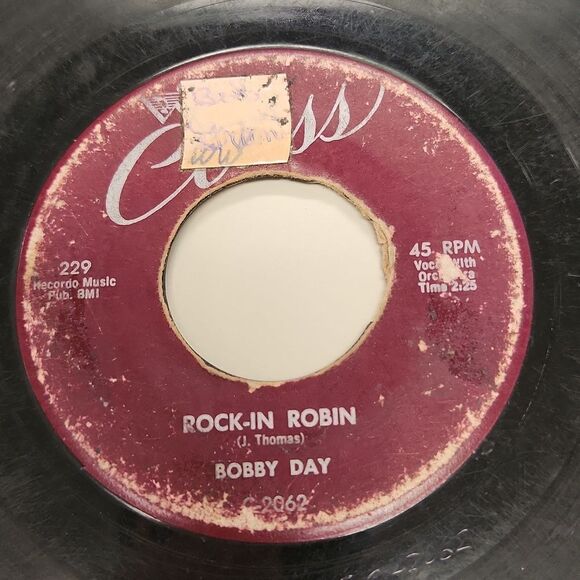 Class
229
Recordo Music
Pub. BMI
45 RPM
Vocal With
Orchestra
Time 2:25
ROCK-IN ROBIN
(J. Thomas)
BOBBY DAY
C-2062